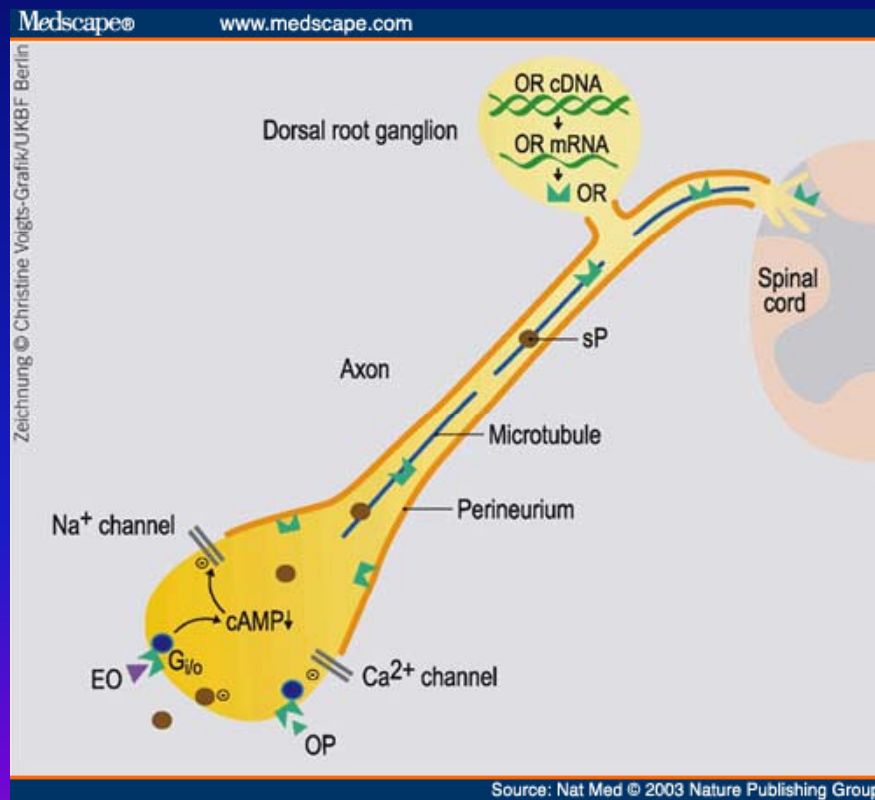 Medscape® www.medscape.com
Zeichnung © Christine Voigts-Grafik/UKBF Berlin
OR cDNA
Dorsal root ganglion
OR mRNA
OR
Spinal
cord
sP
Axon
Microtubule
Perineurium
Na+ channel
cAMP↓
Gi/o
EO
Ca2+ channel
OP
Source: Nat Med © 2003 Nature Publishing Group